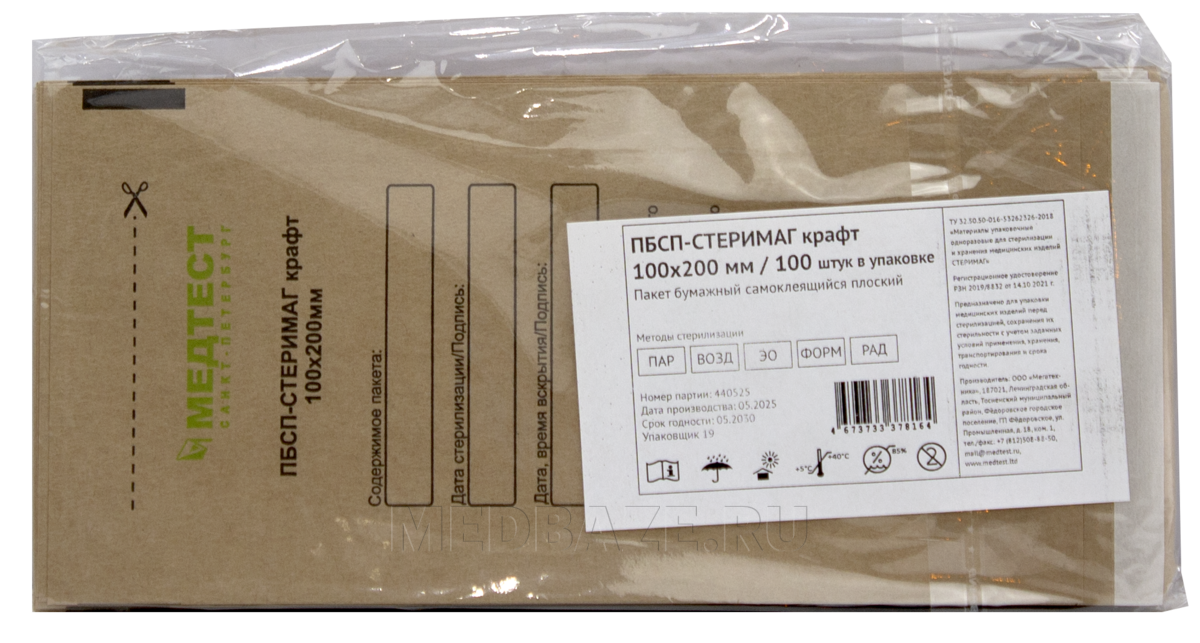 МЕДТЕСТ
САНКТ-ПЕТЕРБУРГ
ПБСП-СТЕРИМАГ крафт
100х200мм
Содержимое пакета:
Дата стерилизации/Подпись:
Дата, время вскрытия/Подпись:
ПБСП-СТЕРИМАГ крафт
100х200 мм / 100 штук в упаковке
Пакет бумажный самоклеящийся плоский
Методы стерилизации
ПАР ВОЗД ЭО ФОРМ РАД
Номер партии: 440525
Дата производства: 05.2025
Срок годности: 05.2030
Упаковщик 19
4 673733 378164
+5°C +40°C 85% 2
ТУ 32.50.50-016-53262326-2018
«Материалы упаковочные
одноразовые для стерилизации
и хранения медицинских изделий
СТЕРИМАГ»
Регистрационное удостоверение
РЗН 2019/8832 от 14.10 2021 г.
Предназначено для упаковки
медицинских изделий перед
стерилизацией, сохранения их
стерильности с учетом заданных
условий применения, хранения,
транспортирования и срока
годности.
Производитель: ООО «Мегатех-
ника», 187021, Ленинградская об-
ласть, Тосненский муниципальный
район, Фёдоровское городское
поселение, ГП Фёдоровское, ул.
Промышленная, д. 18, ком. 1,
тел./факс: +7 (812)508-82-50,
mail@medtest.ru,
www.medtest.ltd
MEDBAZE.RU